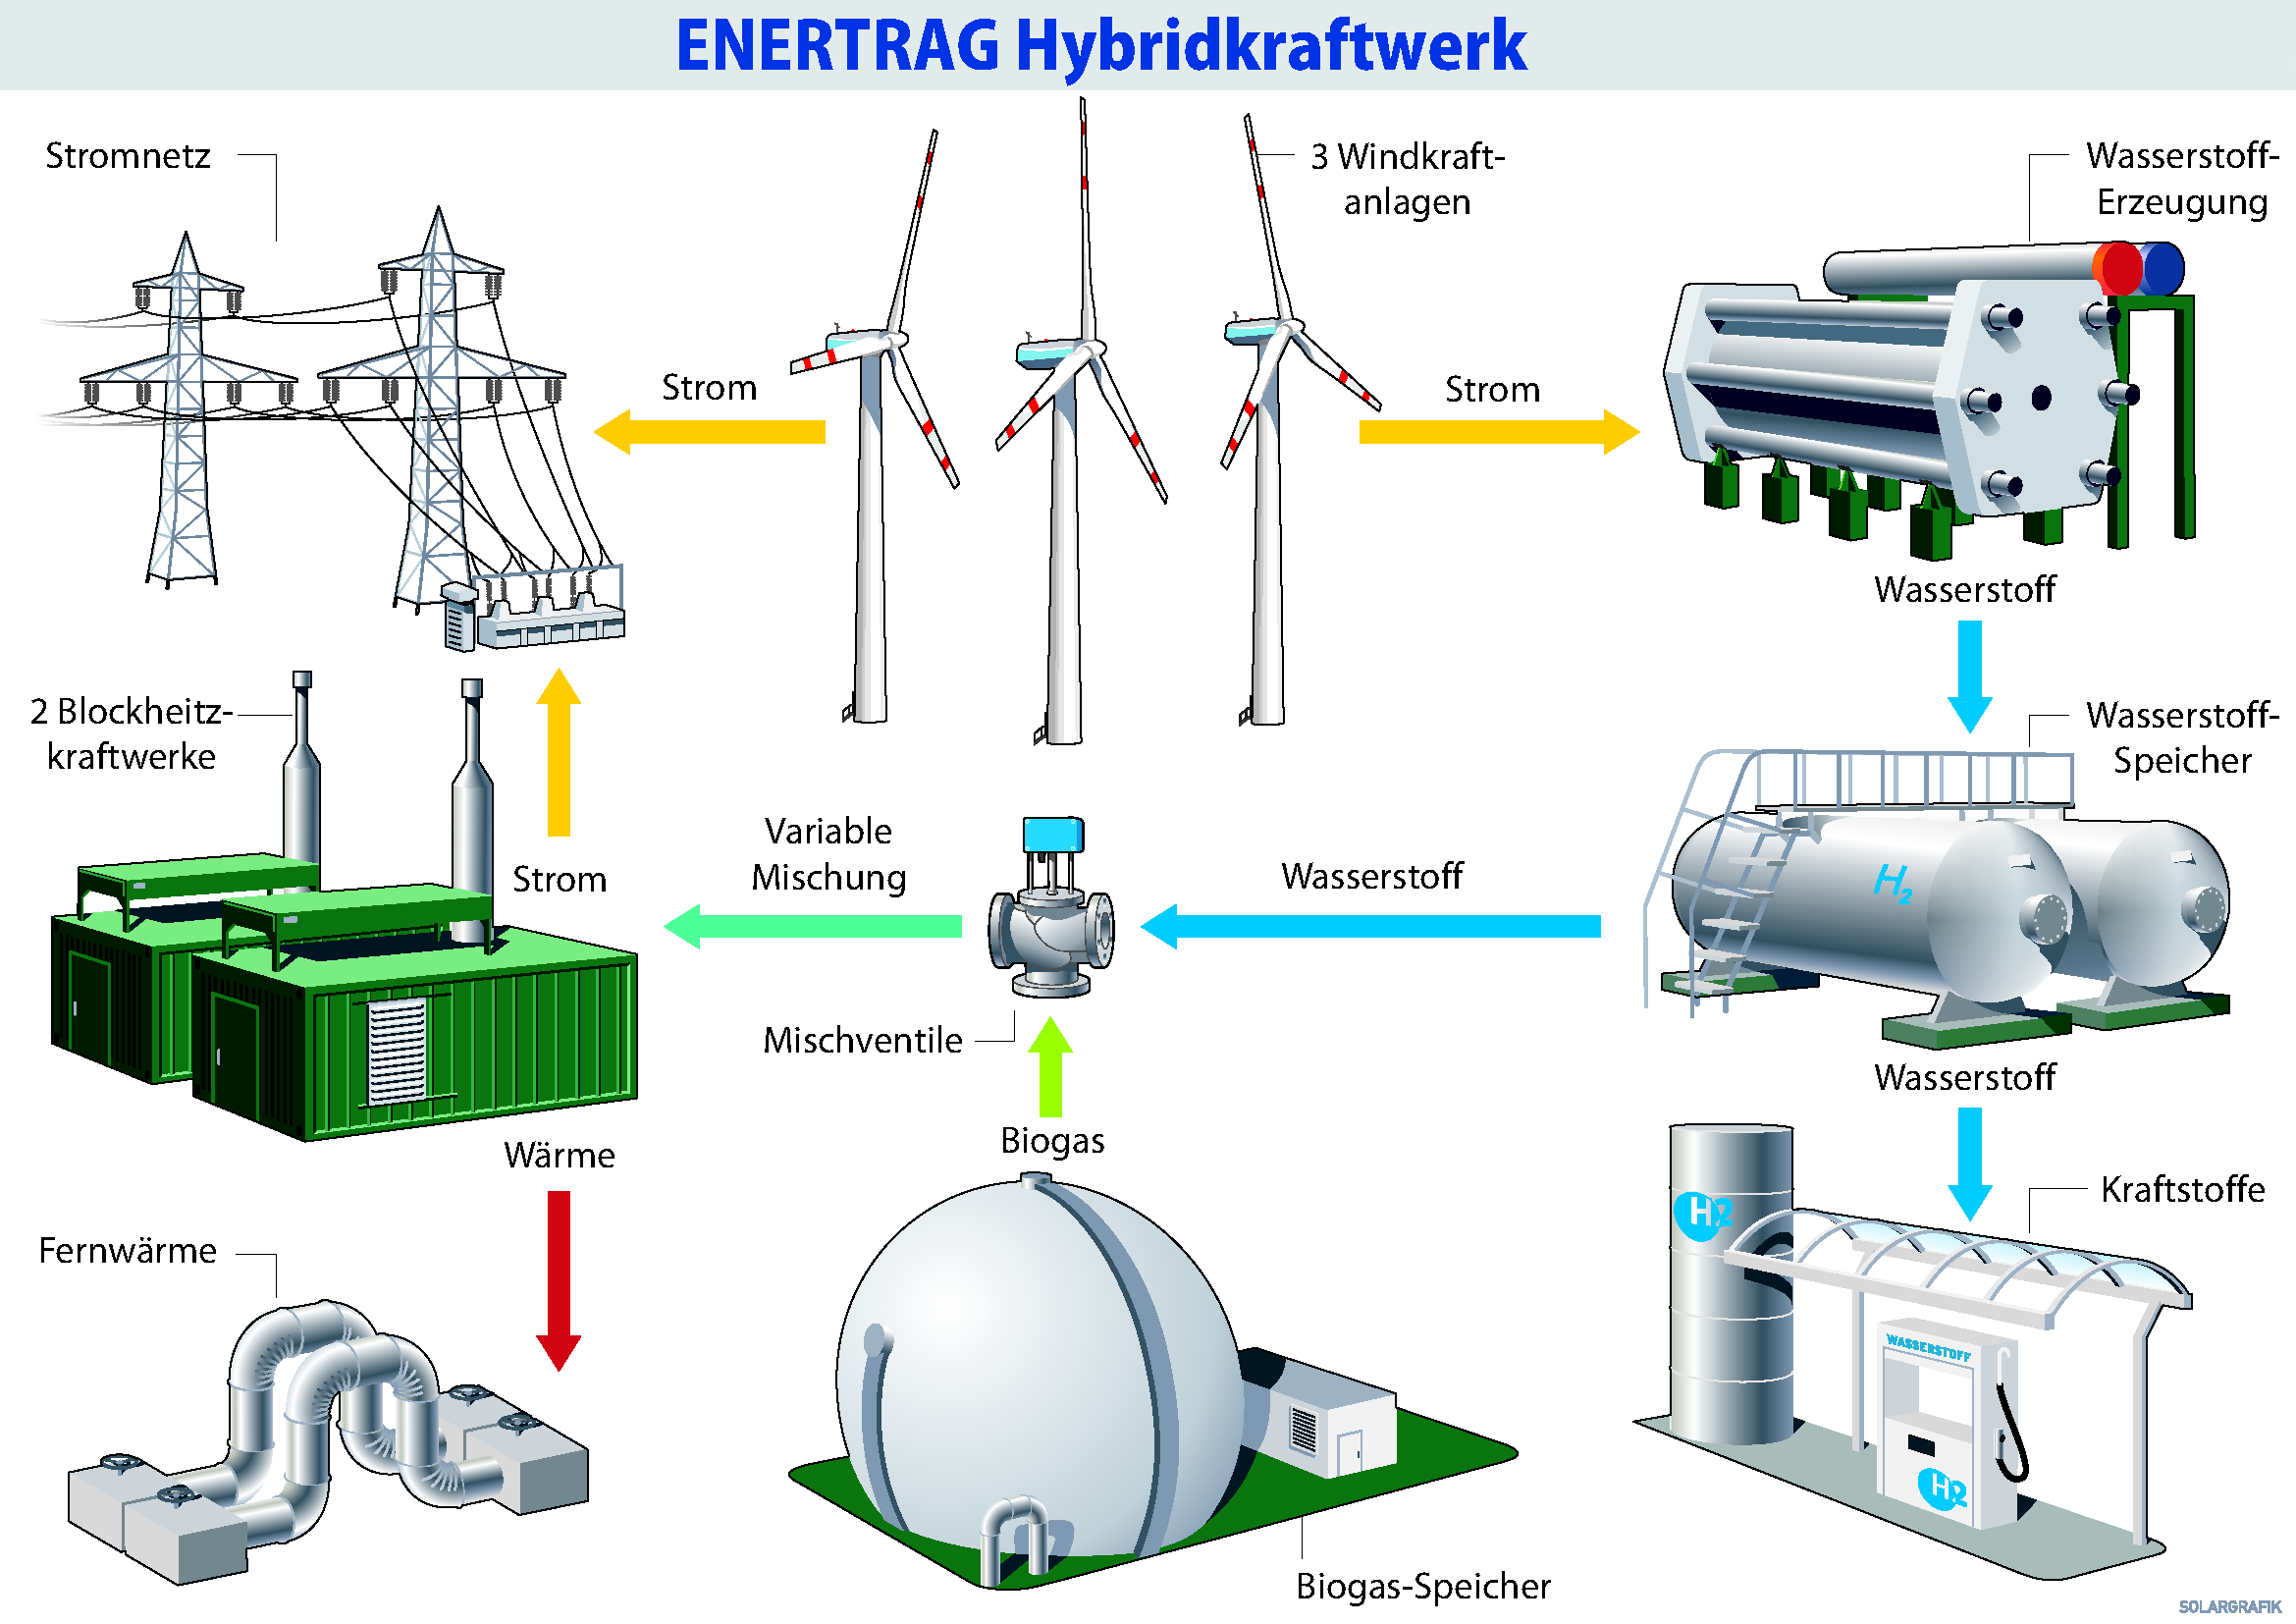 ENERTRAG Hybridkraftwerk
Stromnetz
3 Windkraft-
anlagen
Wasserstoff-
Erzeugung
Strom
Strom
Wasserstoff
2 Blockheitz-
kraftwerke
Wasserstoff-
Speicher
Strom
Variable
Mischung
Wasserstoff
H2
Mischventile
Wasserstoff
Biogas
Wärme
Kraftstoffe
H2
Fernwärme
WASSERSTOFF
H2
Biogas-Speicher
SOLARGRAFIK